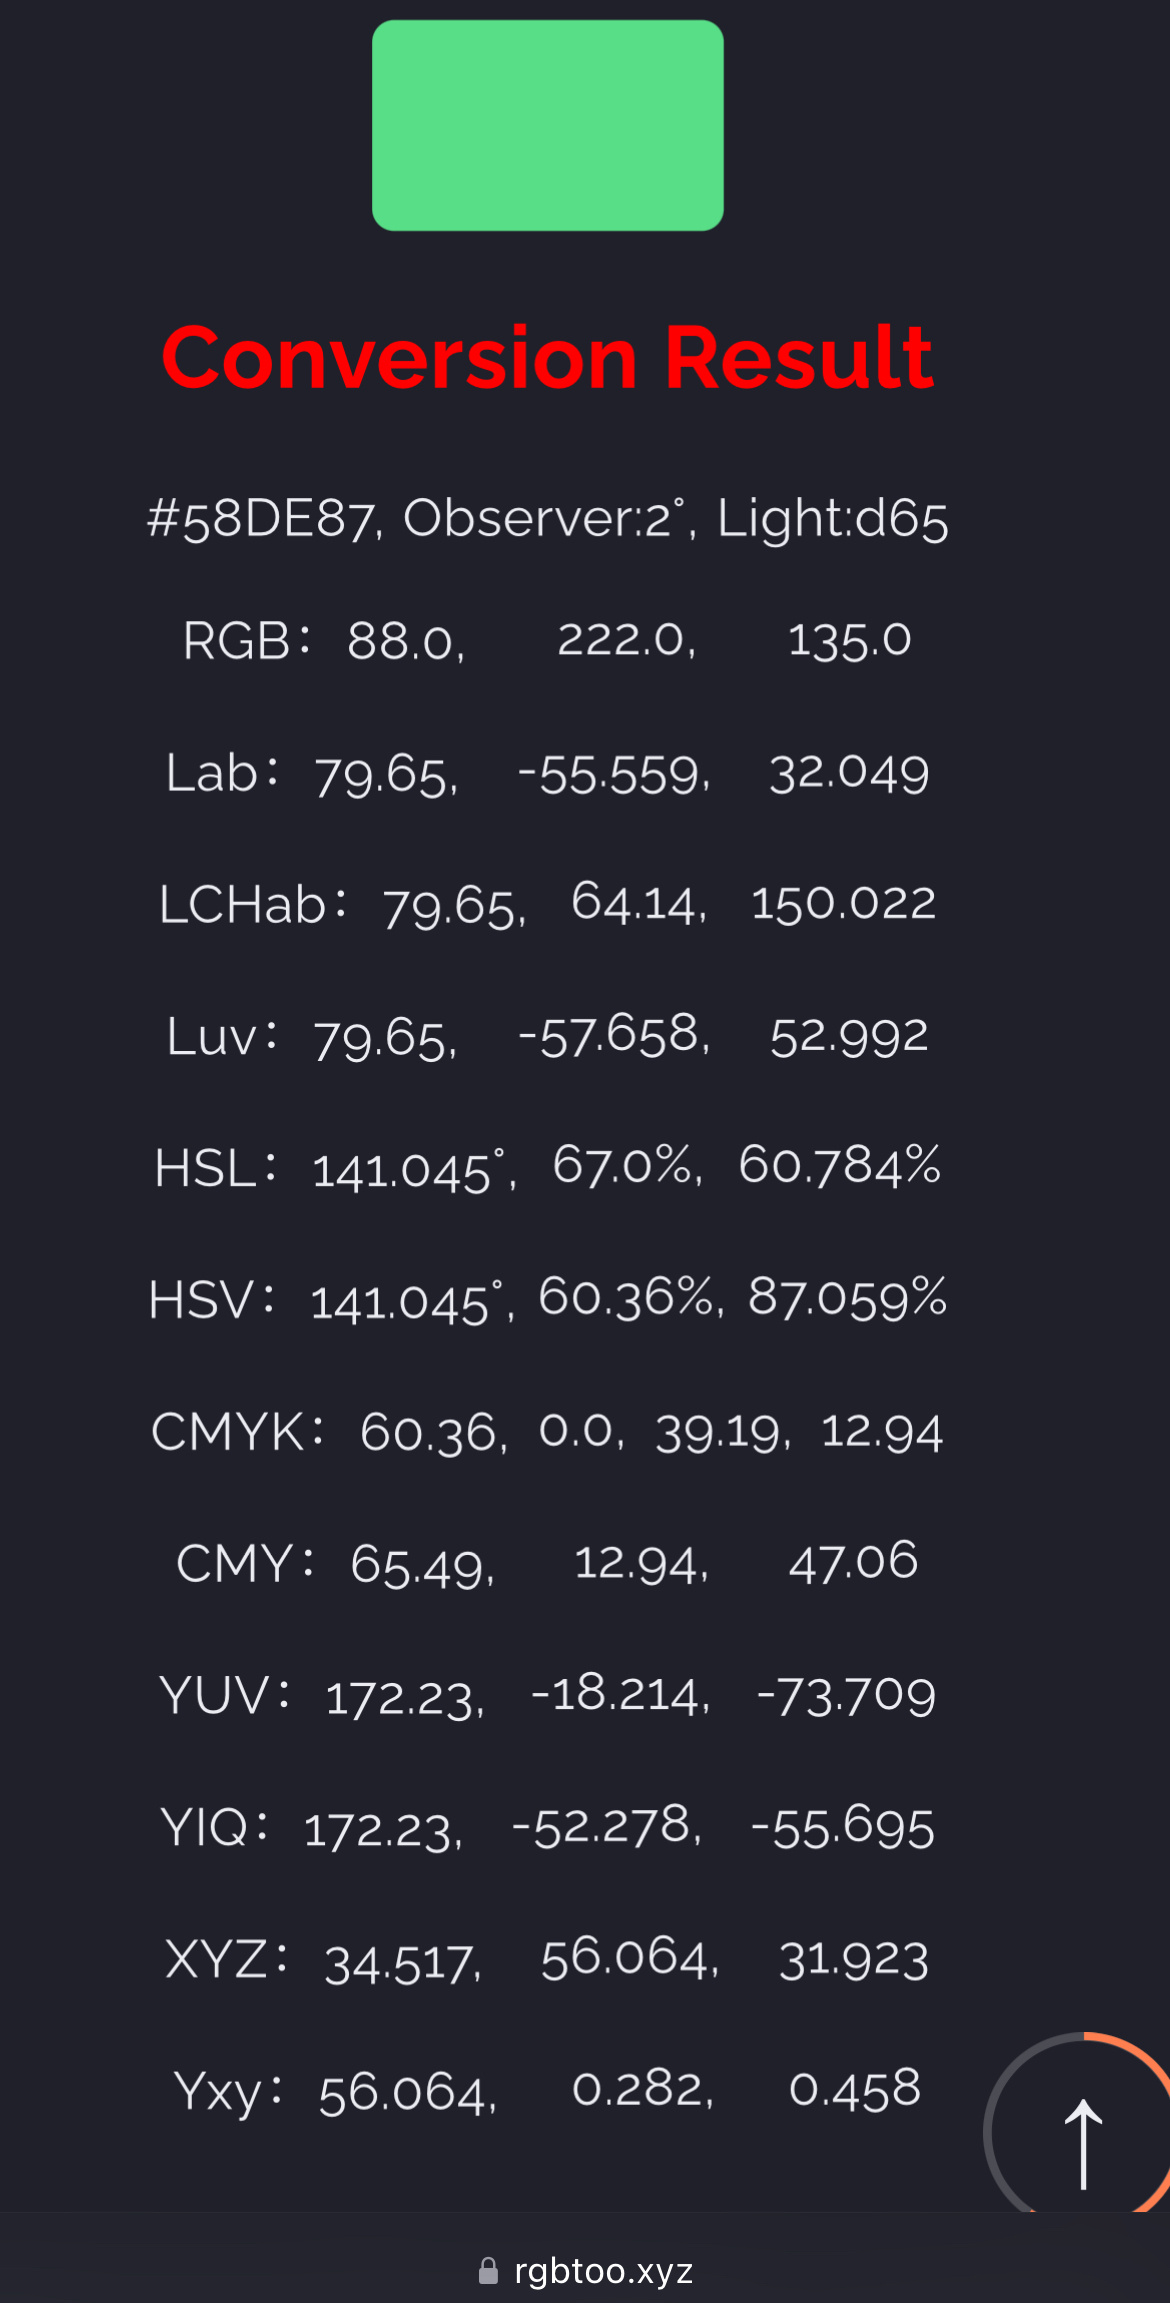 Conversion Result
#58DE87, Observer:2°, Light:d65
RGB: 88.0, 222.0, 135.0
Lab: 79.65, -55.559, 32.049
LCHab: 79.65, 64.14, 150.022
Luv: 79.65, -57.658, 52.992
HSL: 141.045°, 67.0%, 60.784%
HSV: 141.045°, 60.36%, 87.059%
CMYK: 60.36, 0.0, 39.19, 12.94
CMY: 65.49, 12.94, 47.06
YUV: 172.23, -18.214, -73.709
YIQ: 172.23, -52.278, -55.695
XYZ: 34.517, 56.064, 31.923
Yxy: 56.064, 0.282, 0.458
rgbtoo.xyz